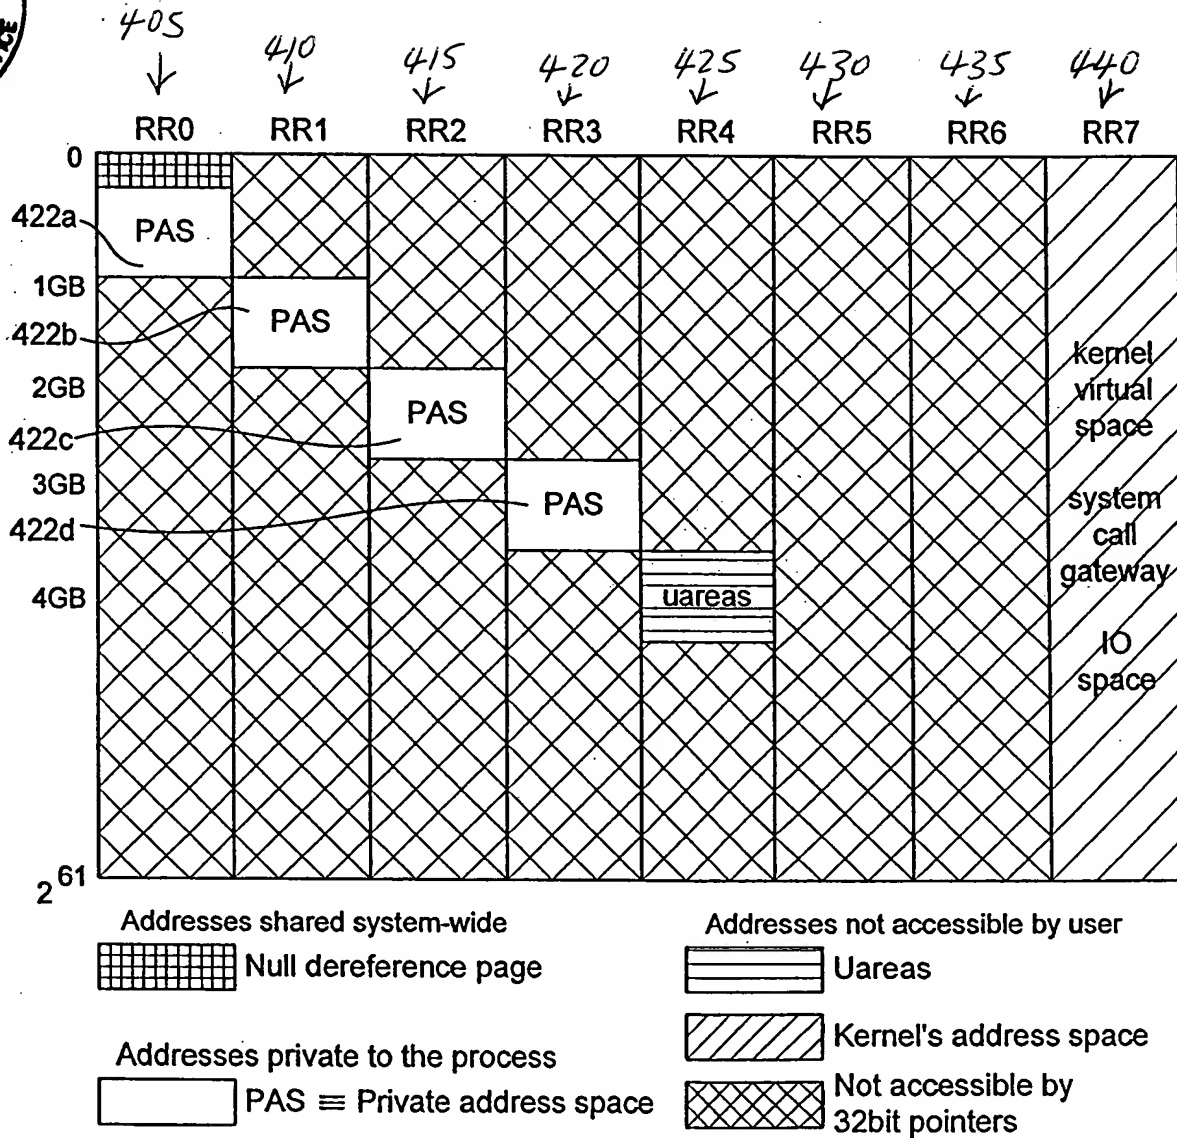 405 410 415 420 425 430 435 440
RR0 RR1 RR2 RR3 RR4 RR5 RR6 RR7
0
422a
PAS
1GB
422b
PAS
kernel
virtual
space
2GB
PAS
422c
3GB
PAS
system
call
gateway
422d
4GB
uareas
IO
space
2^61
Addresses shared system-wide
Null dereference page
Addresses private to the process
PAS ≡ Private address space
Addresses not accessible by user
Uareas
Kernel's address space
Not accessible by
32bit pointers